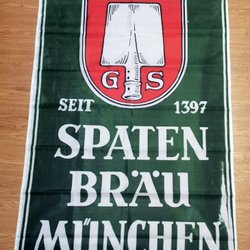 G S
SEIT 1397
SPATEN
BRÄU
MÜNCHEN